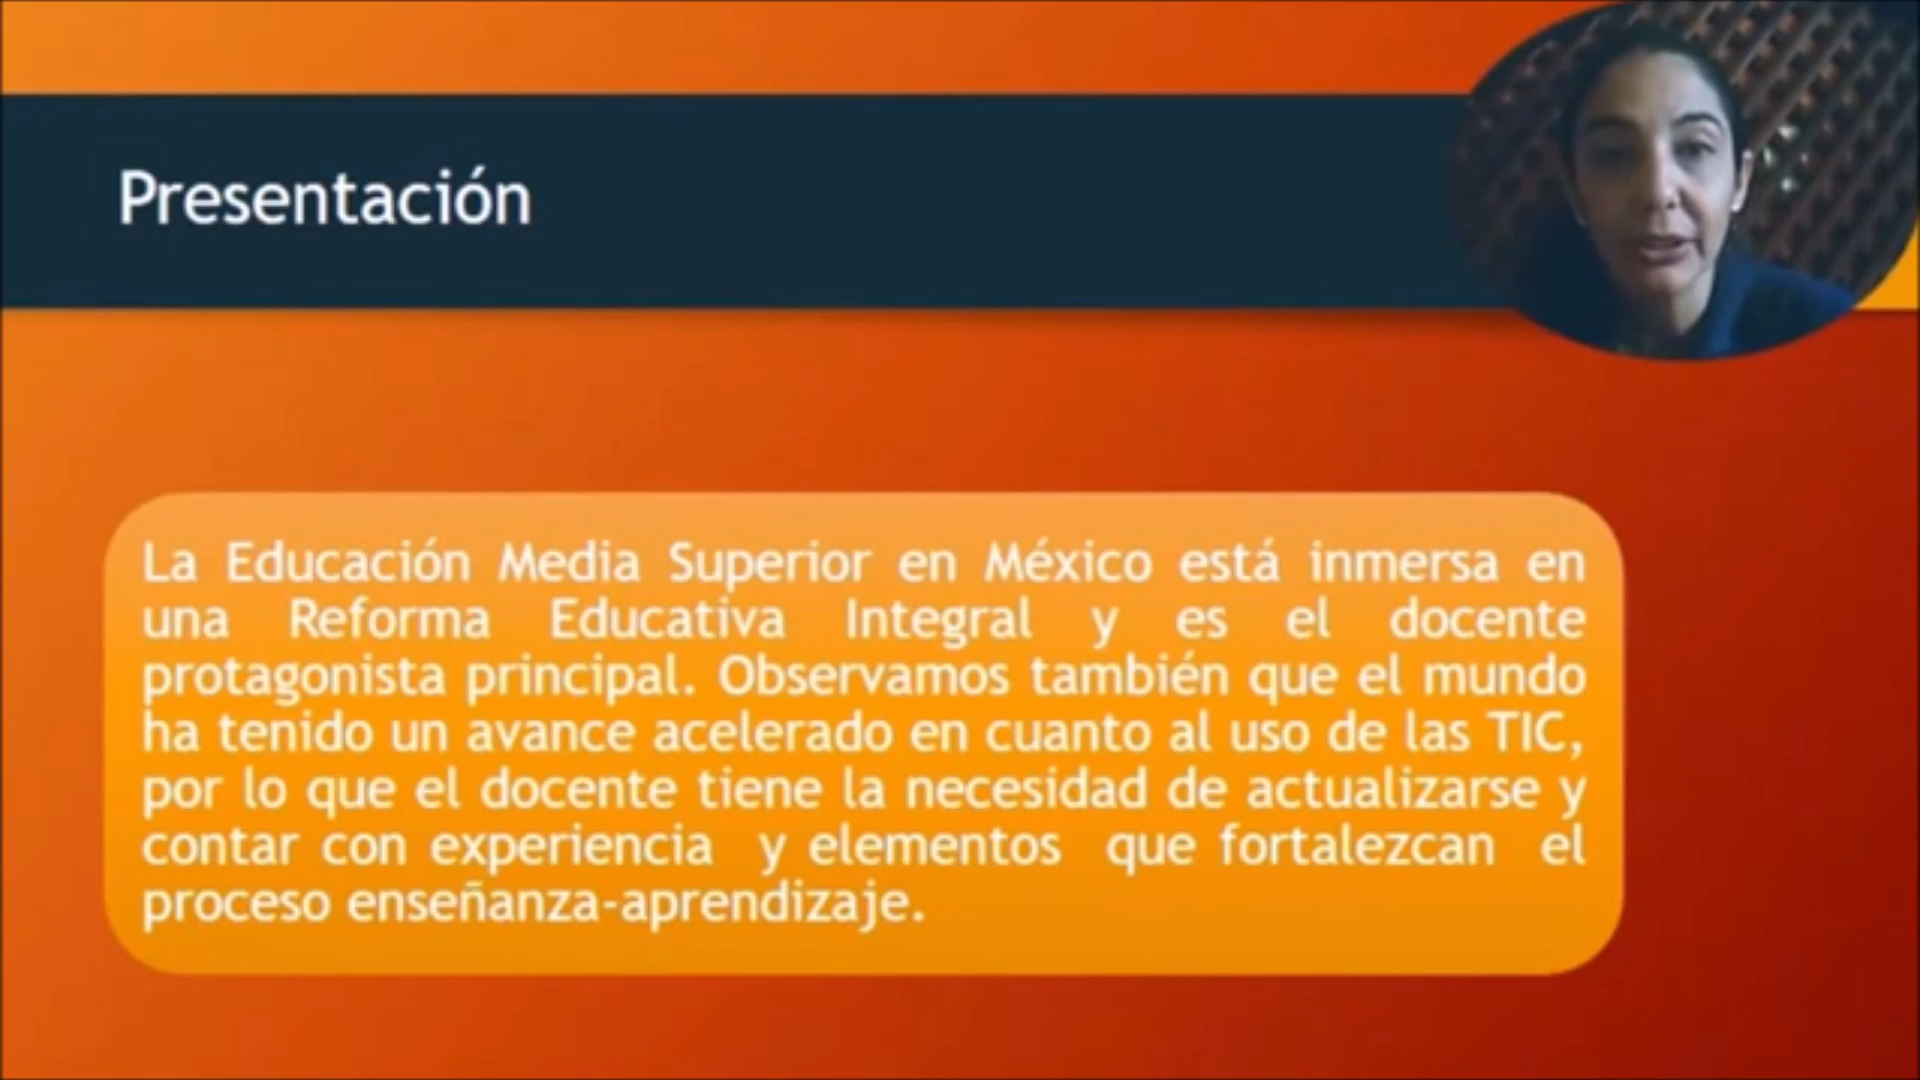 Presentación
La Educación Media Superior en México está inmersa en
una Reforma Educativa Integral y es el docente
protagonista principal. Observamos también que el mundo
ha tenido un avance acelerado en cuanto al uso de las TIC,
por lo que el docente tiene la necesidad de actualizarse y
contar con experiencia y elementos que fortalezcan el
proceso enseñanza-aprendizaje.